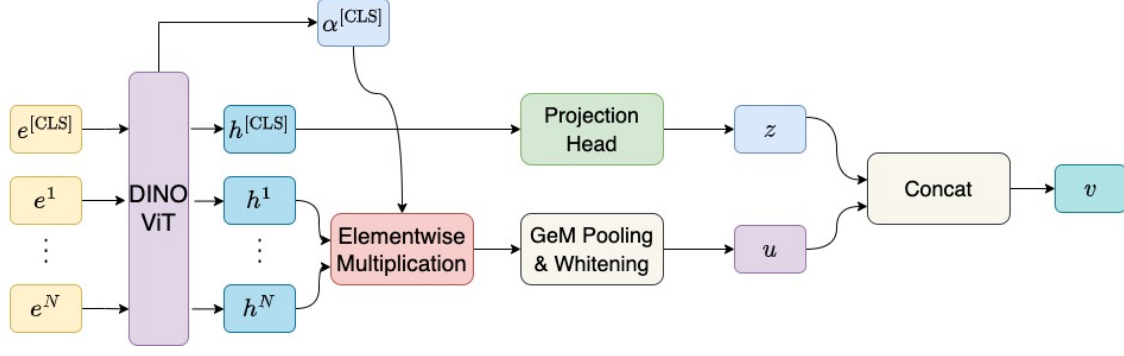 α^[CLS]
e^[CLS]
h^[CLS]
Projection
Head
z
DINO
ViT
e^1
h^1
Concat
v
⋮
⋮
Elementwise
Multiplication
GeM Pooling
& Whitening
u
e^N
h^N